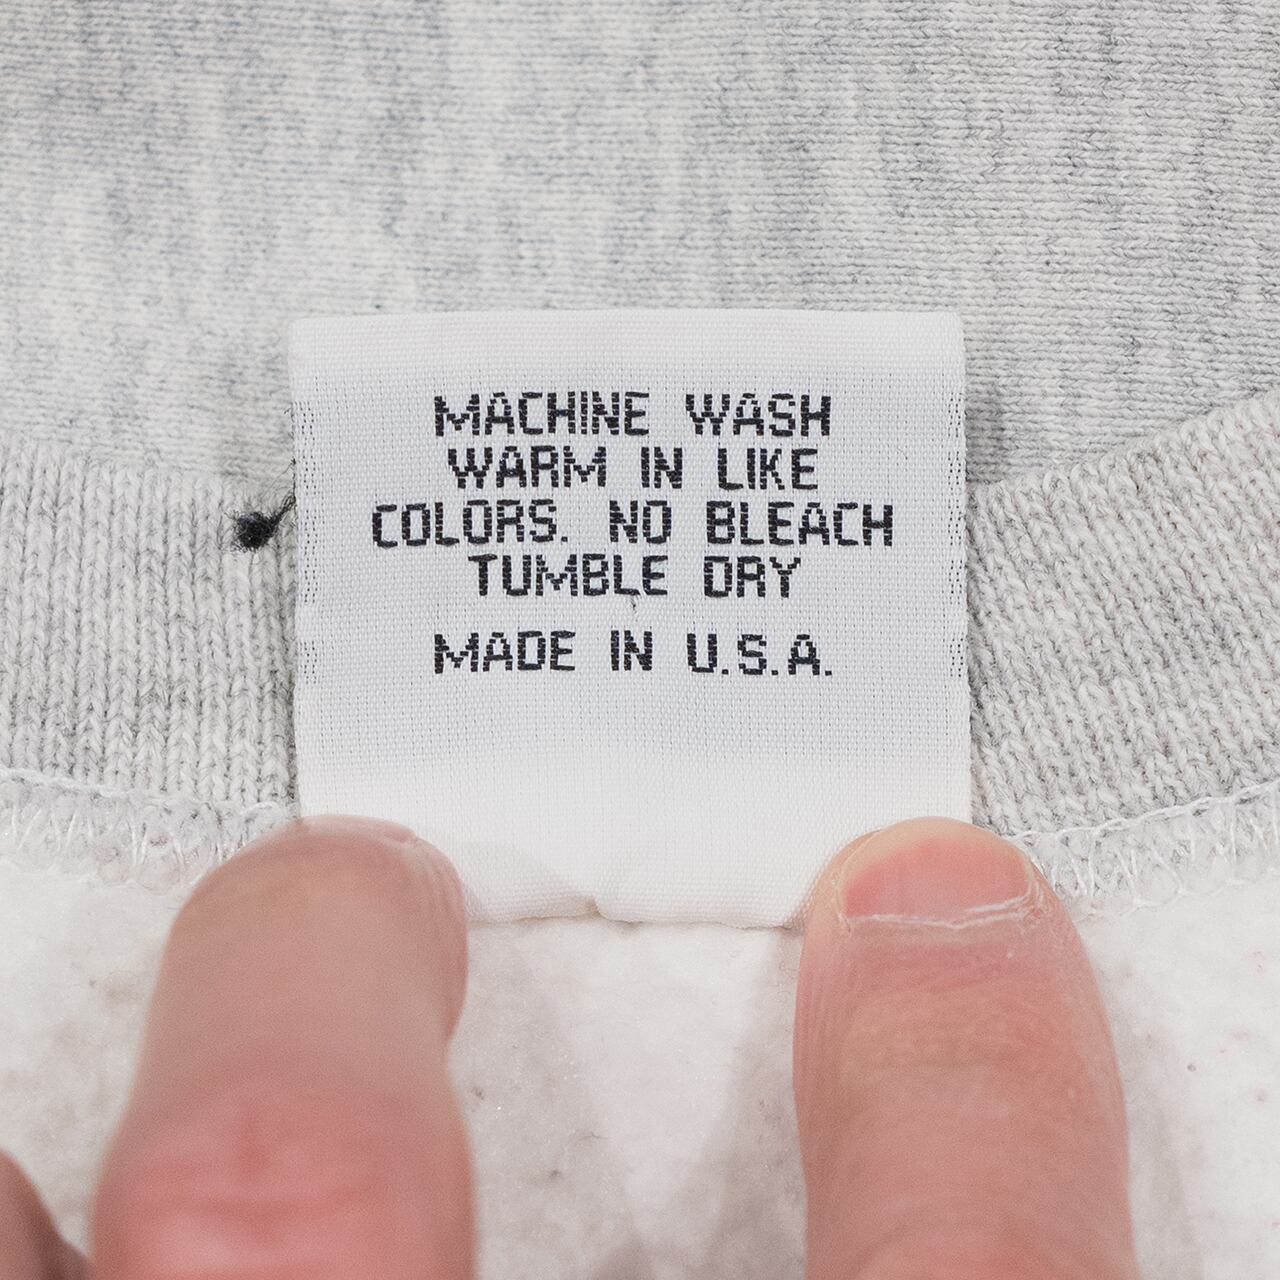 MACHINE WASH
WARM IN LIKE
COLORS. NO BLEACH
TUMBLE DRY
MADE IN U.S.A.